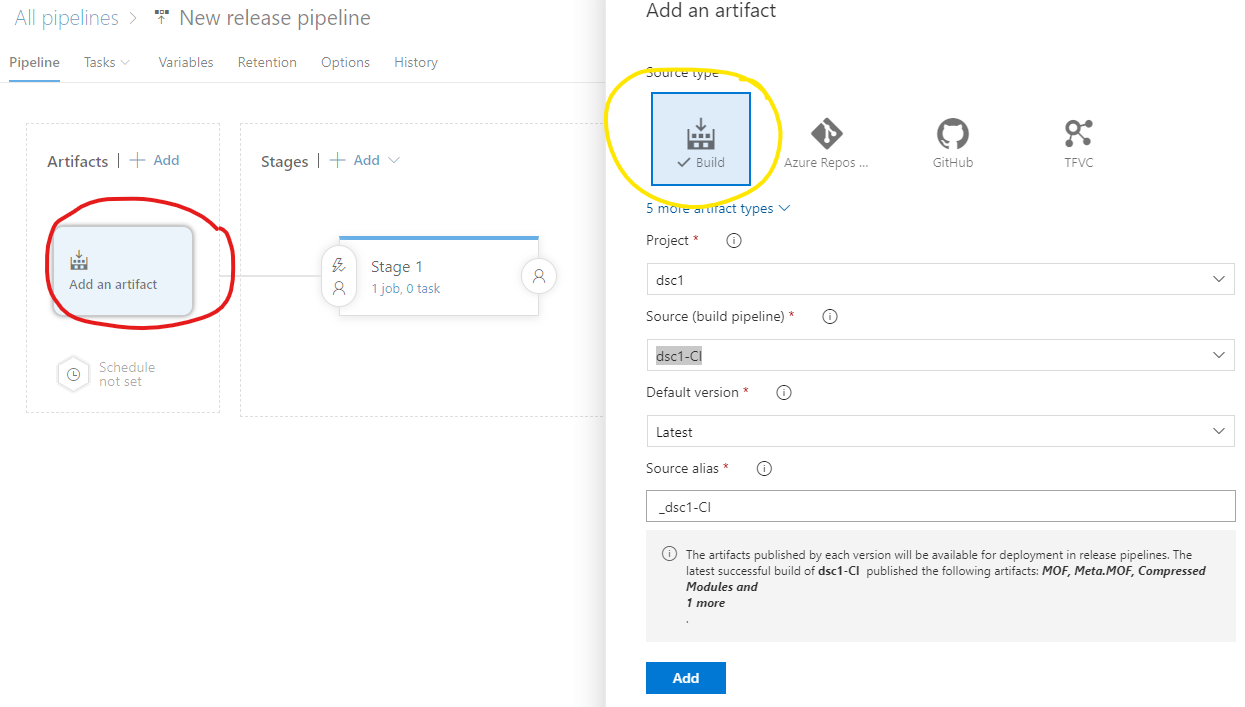 All pipelines > New release pipeline
Pipeline Tasks Variables Retention Options History
Artifacts | + Add
Add an artifact
Schedule
not set
Stages | + Add
Stage 1
1 job, 0 task
Add an artifact
Source type
Build
Azure Repos ...
GitHub
TFVC
5 more artifact types
Project *
dsc1
Source (build pipeline) *
dsc1-CI
Default version *
Latest
Source alias *
_dsc1-CI
The artifacts published by each version will be available for deployment in release pipelines. The
latest successful build of dsc1-CI published the following artifacts: MOF, Meta.MOF, Compressed
Modules and
1 more
.
Add